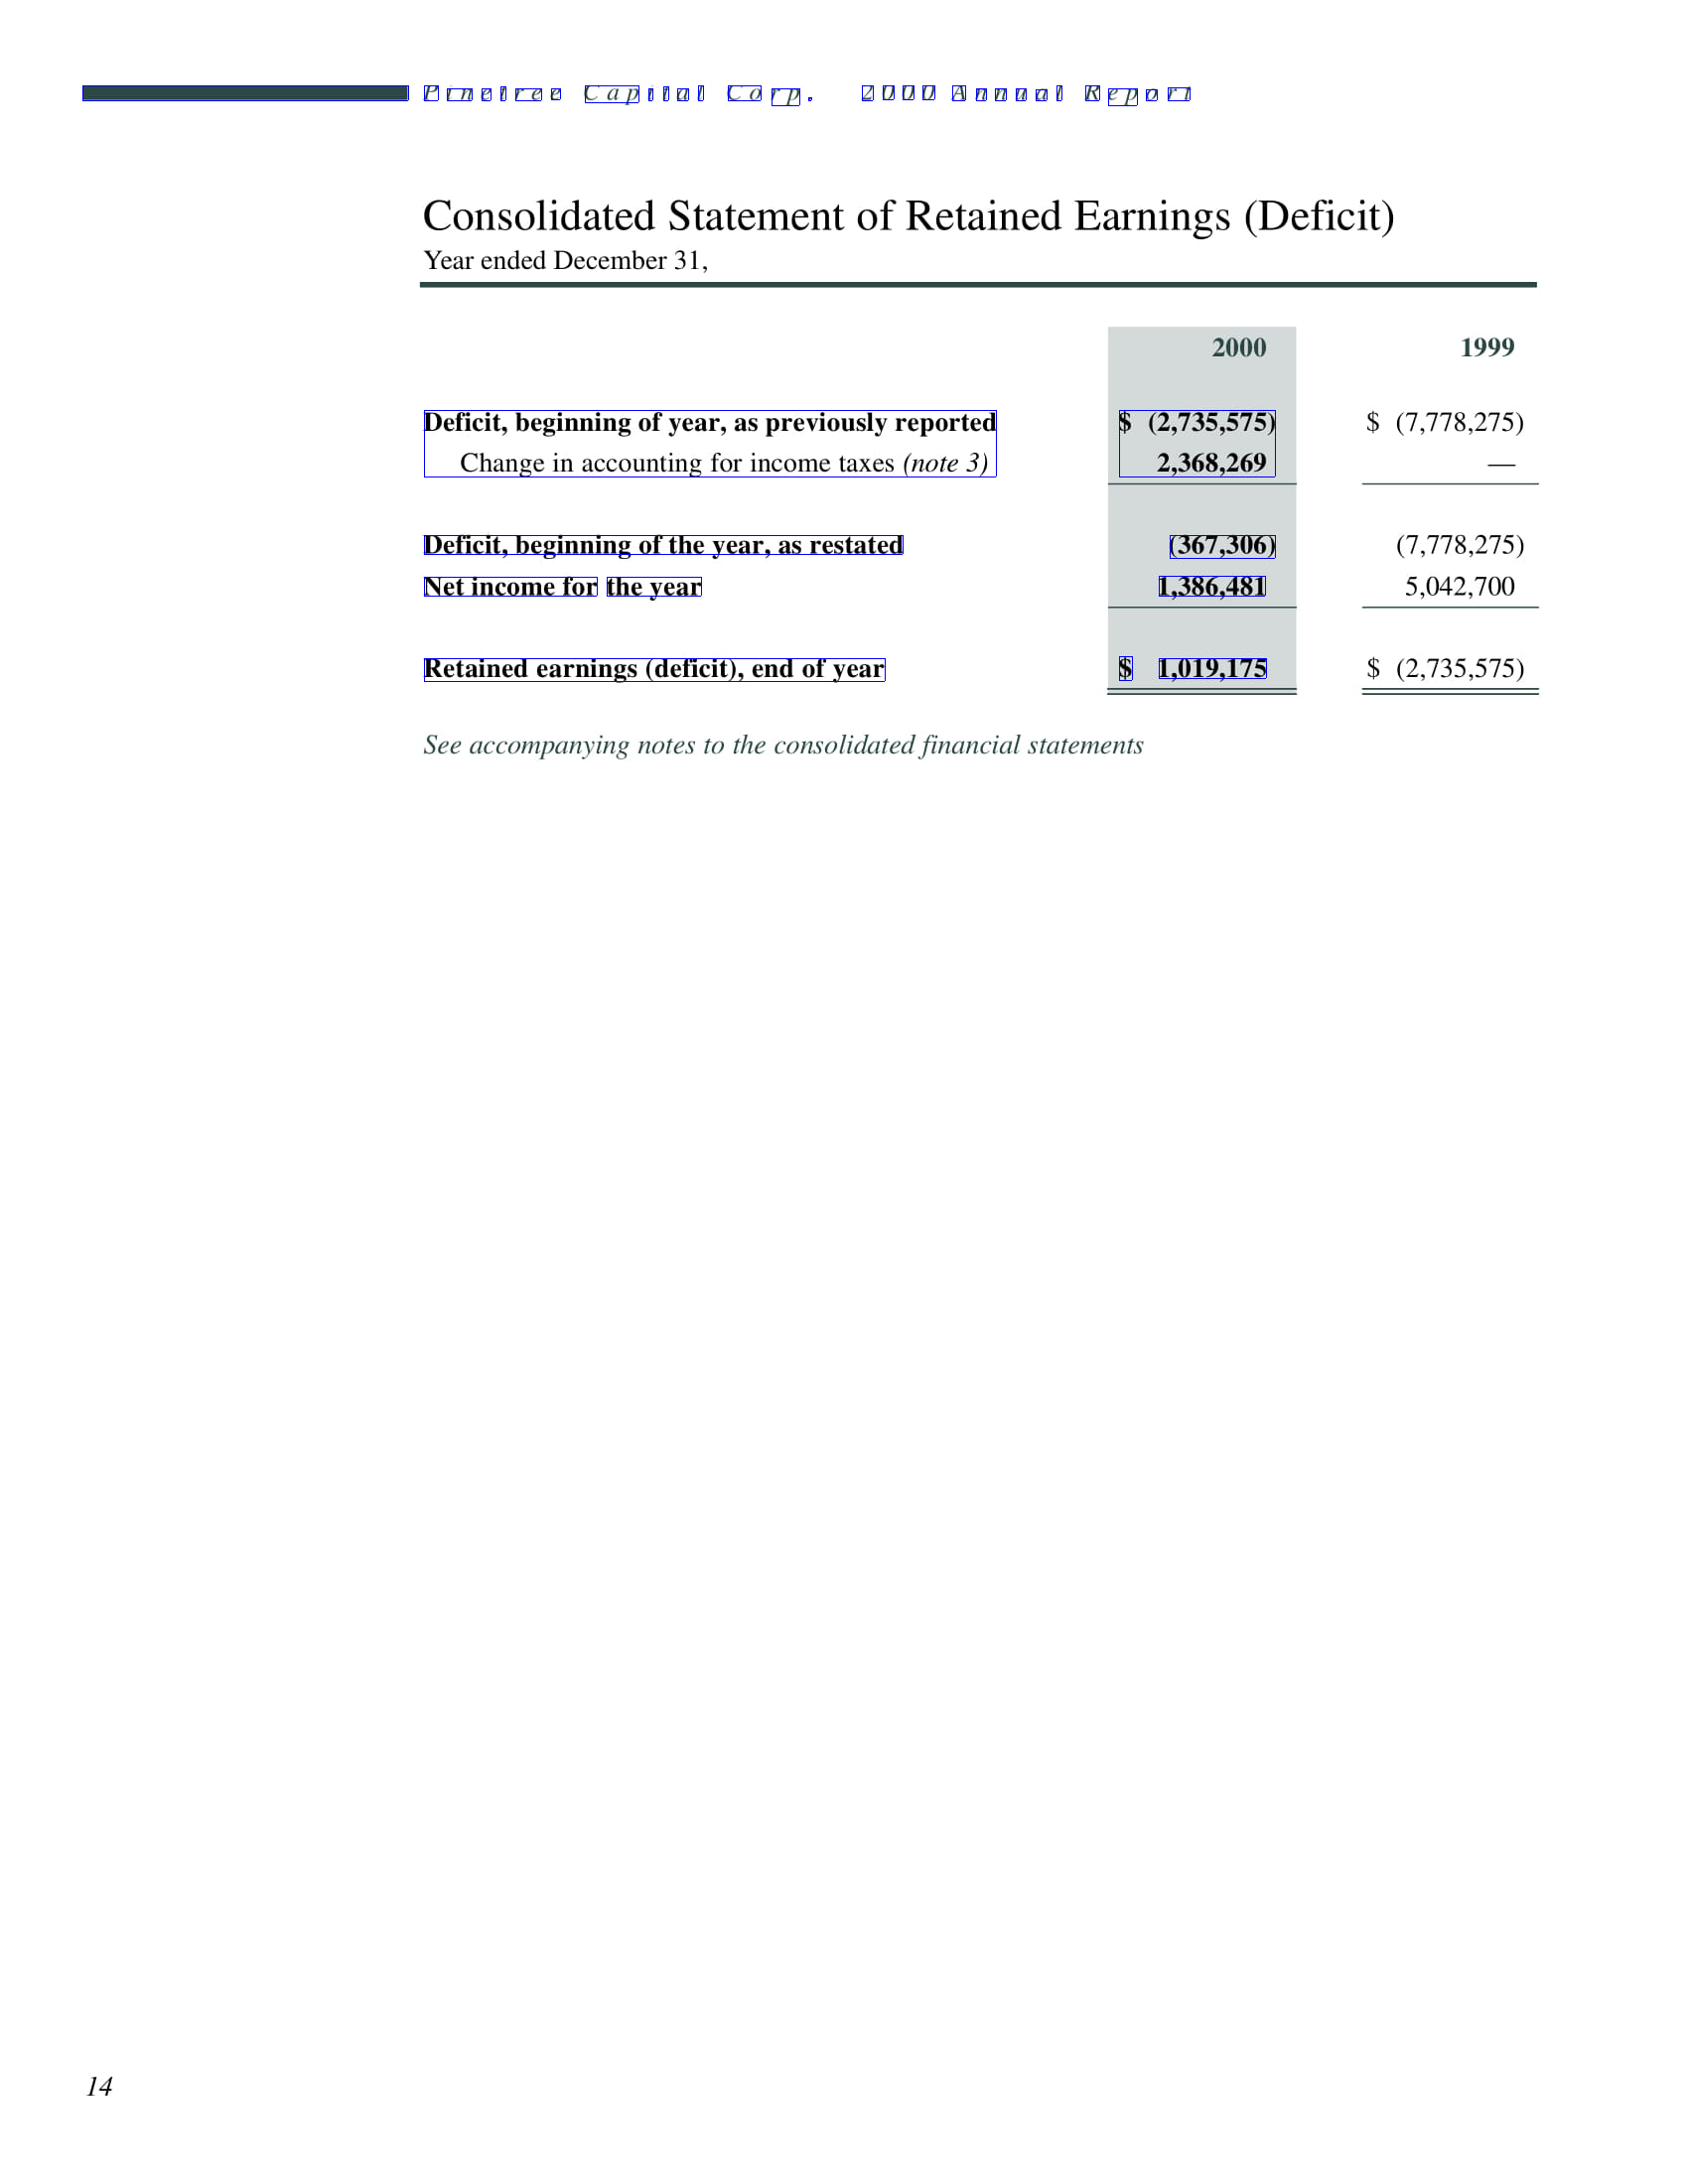 Pinetree Capital Corp. 2000 Annual Report
Consolidated Statement of Retained Earnings (Deficit)
Year ended December 31,
2000 1999
Deficit, beginning of year, as previously reported $ (2,735,575) $ (7,778,275)
Change in accounting for income taxes (note 3) 2,368,269 —
Deficit, beginning of the year, as restated (367,306) (7,778,275)
Net income for the year 1,386,481 5,042,700
Retained earnings (deficit), end of year $ 1,019,175 $ (2,735,575)
See accompanying notes to the consolidated financial statements
14